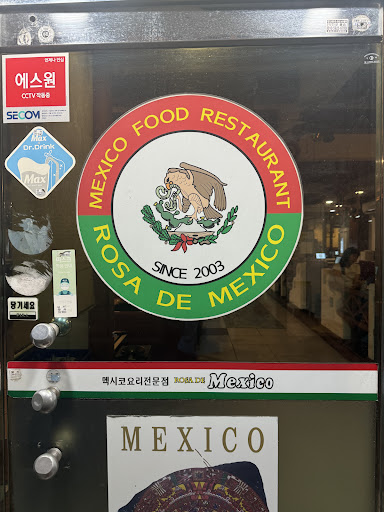 에스원
CCTV 작동중
SECOM
Max
Dr.Drink
Max
당기세요
MEXICO FOOD RESTAURANT
SINCE 2003
ROSA DE MEXICO
멕시코요리전문점 ROSA DE Mexico
MEXICO